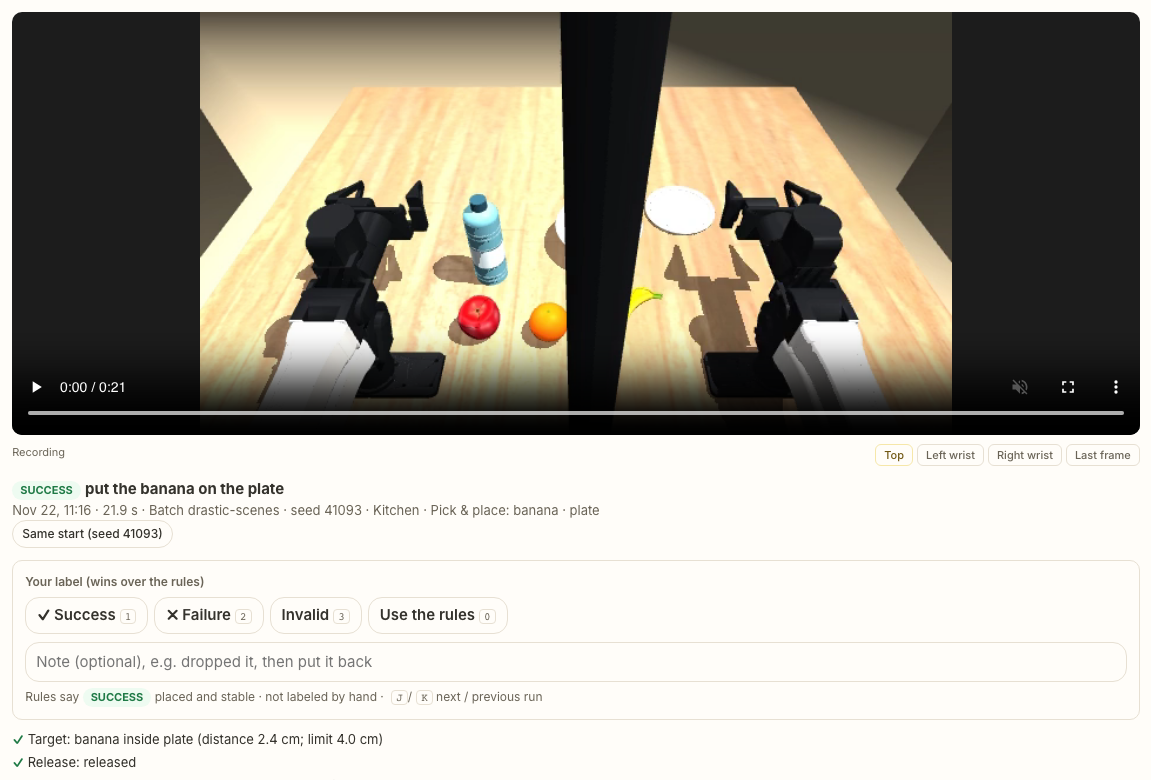 0:00 / 0:21
Recording
Top
Left wrist
Right wrist
Last frame
SUCCESS put the banana on the plate
Nov 22, 11:16 · 21.9 s · Batch drastic-scenes · seed 41093 · Kitchen · Pick & place: banana · plate
Same start (seed 41093)
Your label (wins over the rules)
✓ Success 1
✕ Failure 2
Invalid 3
Use the rules 0
Note (optional), e.g. dropped it, then put it back
Rules say SUCCESS placed and stable · not labeled by hand · J / K next / previous run
✓ Target: banana inside plate (distance 2.4 cm; limit 4.0 cm)
✓ Release: released